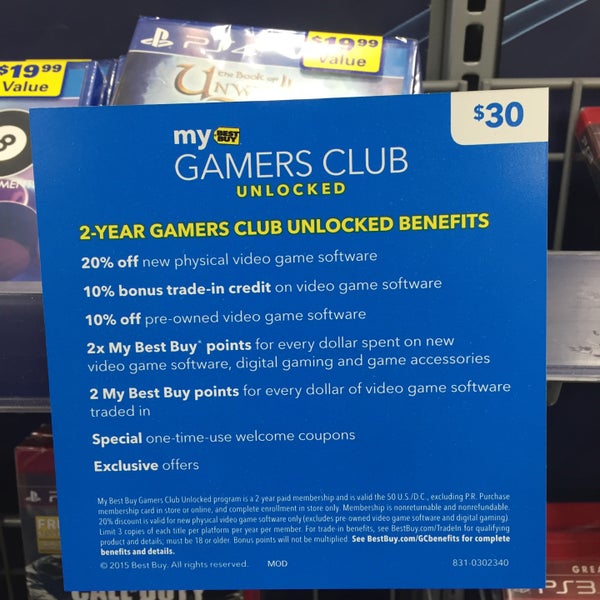 $19.99
Value
PS4
$19.99
Value
the Book of
UNW
$30
my BEST BUY
GAMERS CLUB
UNLOCKED
2-YEAR GAMERS CLUB UNLOCKED BENEFITS
20% off new physical video game software
10% bonus trade-in credit on video game software
10% off pre-owned video game software
2x My Best Buy® points for every dollar spent on new
video game software, digital gaming and game accessories
2 My Best Buy points for every dollar of video game software
traded in
Special one-time-use welcome coupons
Exclusive offers
My Best Buy Gamers Club Unlocked program is a 2 year paid membership and is valid the 50 U.S./D.C., excluding P.R. Purchase
membership card in store or online, and complete enrollment in store only. Membership is nonreturnable and nonrefundable.
20% discount is valid for new physical video game software only (excludes pre-owned video game software and digital gaming).
Limit 3 copies of each title per platform per year per member. For trade-in benefits, see BestBuy.com/TradeIn for qualifying
product and details; must be 18 or older. Bonus points will not be multiplied. See BestBuy.com/GCbenefits for complete
benefits and details.
© 2015 Best Buy. All rights reserved. MOD 831-0302340
FR
CALL DUTY
GREA
PS3